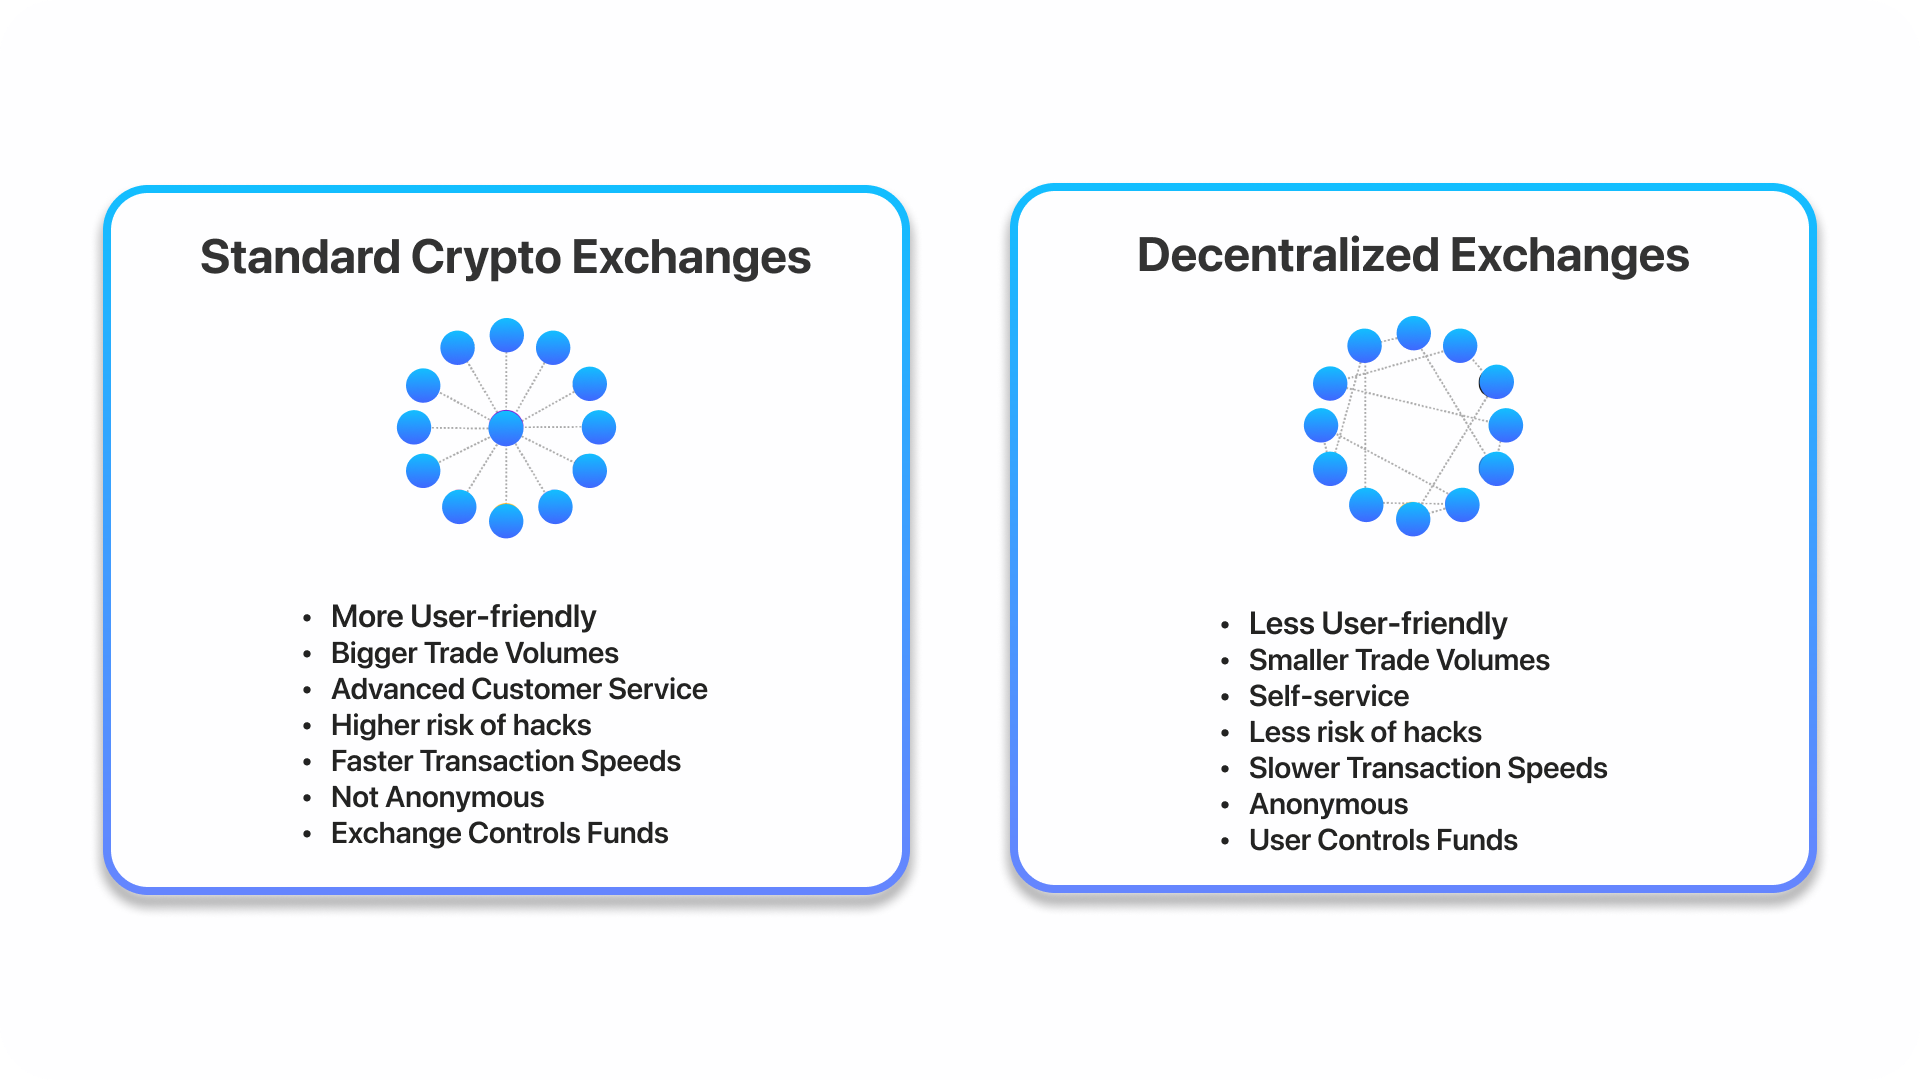 Standard Crypto Exchanges
• More User-friendly
• Bigger Trade Volumes
• Advanced Customer Service
• Higher risk of hacks
• Faster Transaction Speeds
• Not Anonymous
• Exchange Controls Funds
Decentralized Exchanges
• Less User-friendly
• Smaller Trade Volumes
• Self-service
• Less risk of hacks
• Slower Transaction Speeds
• Anonymous
• User Controls Funds